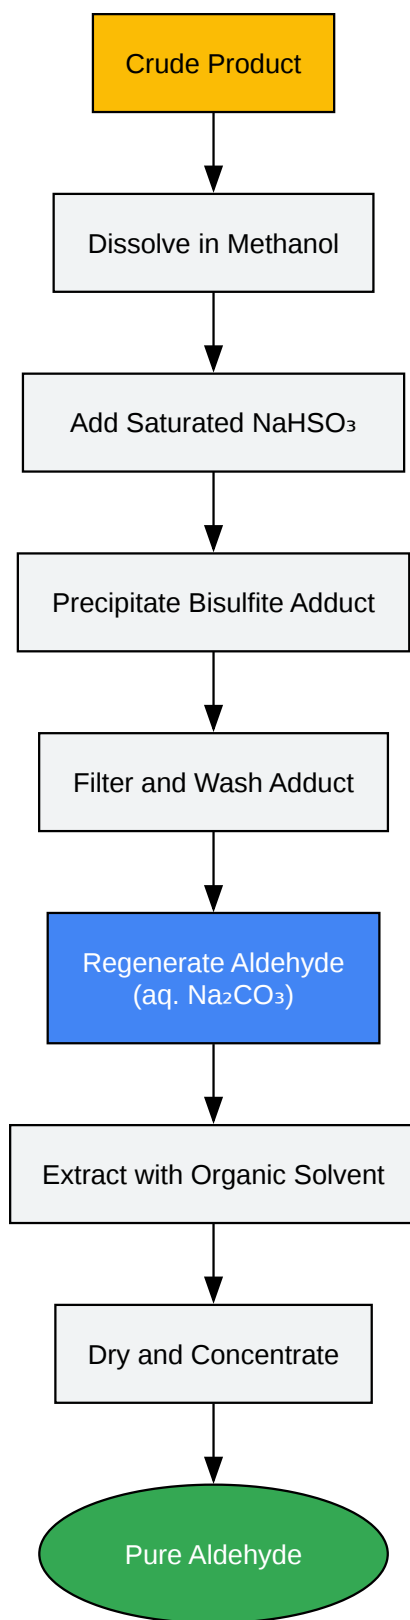 Crude Product
Dissolve in Methanol
Add Saturated NaHSO₃
Precipitate Bisulfite Adduct
Filter and Wash Adduct
Regenerate Aldehyde
(aq. Na₂CO₃)
Extract with Organic Solvent
Dry and Concentrate
Pure Aldehyde